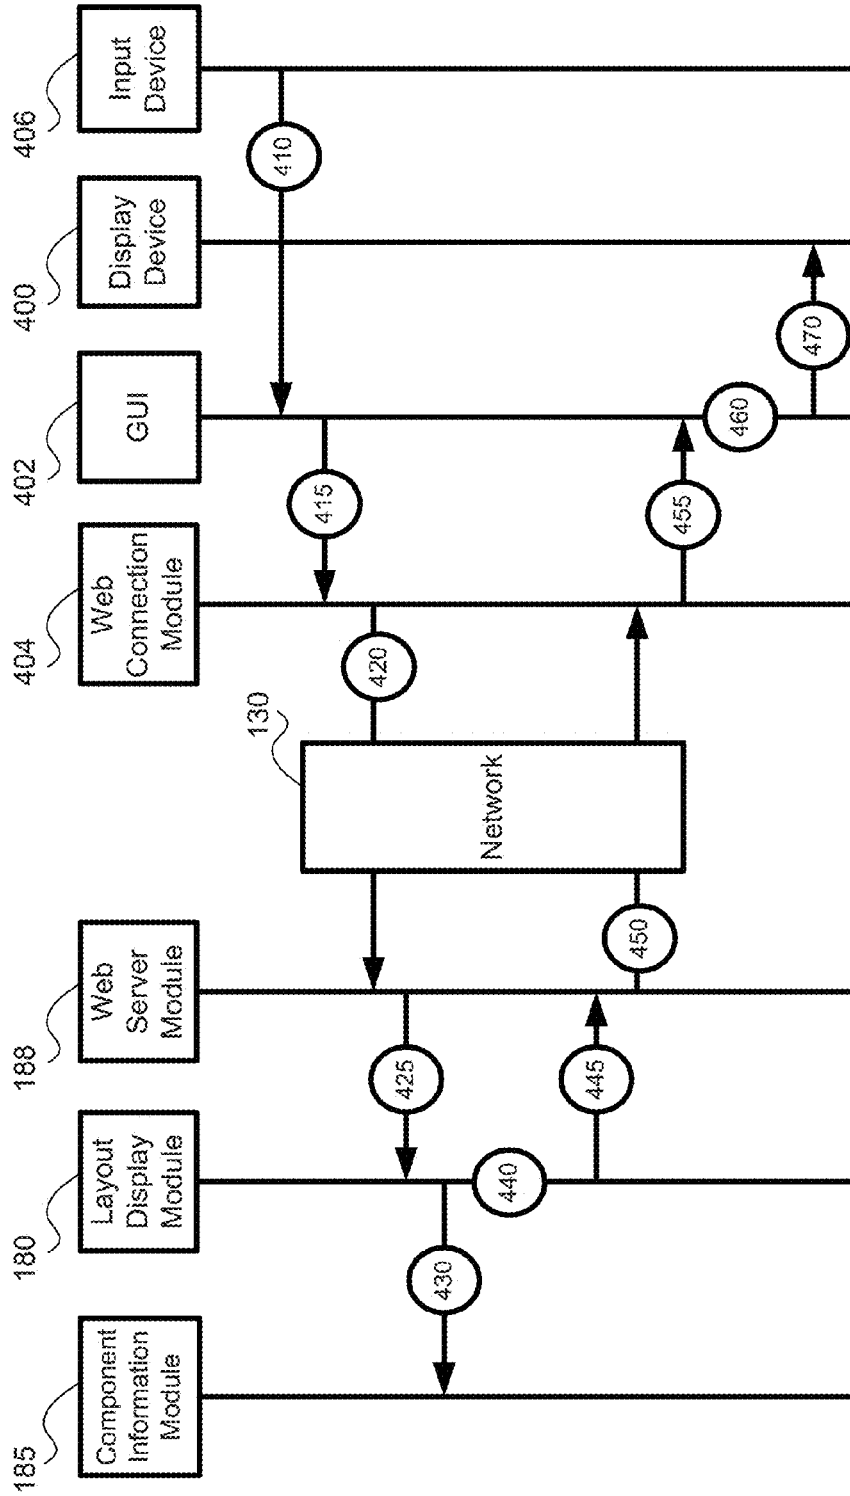 185
180
188
404
402
400
406
Component
Information
Module
Layout
Display
Module
Web
Server
Module
Web
Connection
Module
GUI
Display
Device
Input
Device
130
Network
410
415
420
425
430
440
445
450
455
460
470